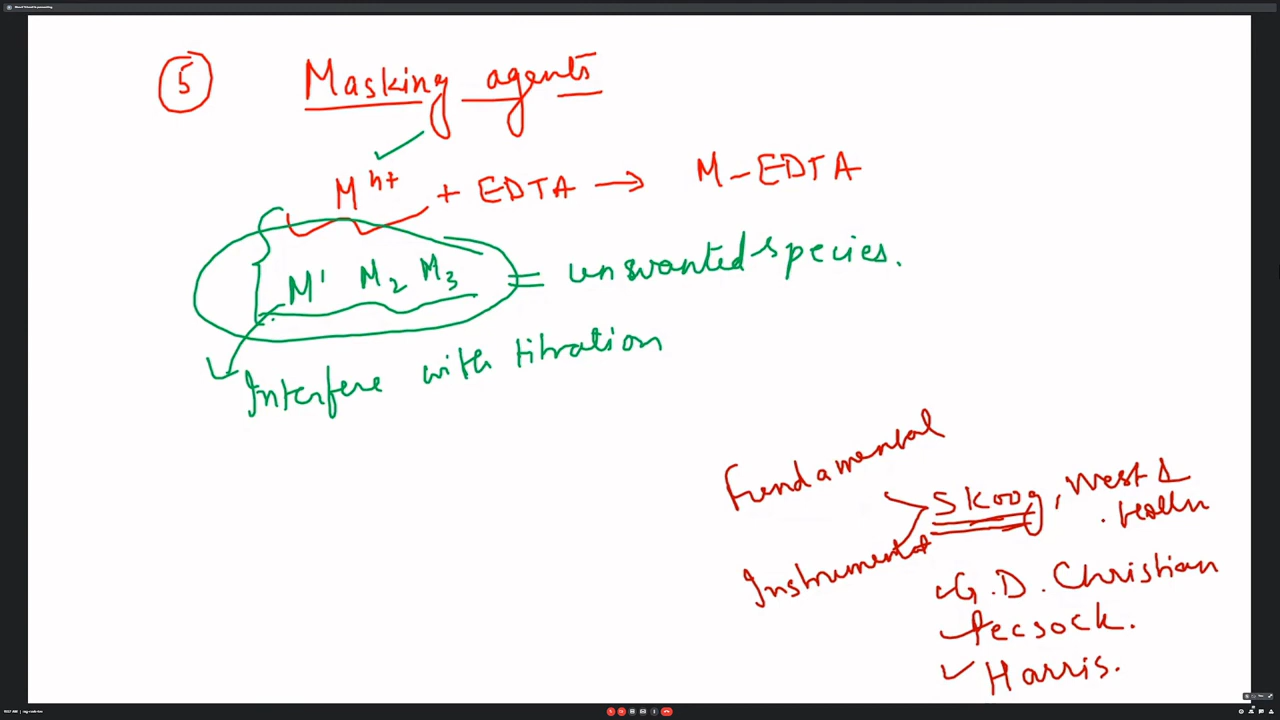 5 Masking agents
M n+ + EDTA → M-EDTA
M' M2 M3 = unwanted species.
Interfere with titration
Fundamental
Skoog, West &
Holler
Instrumental
G.D. Christian
Pecsock.
Harris.